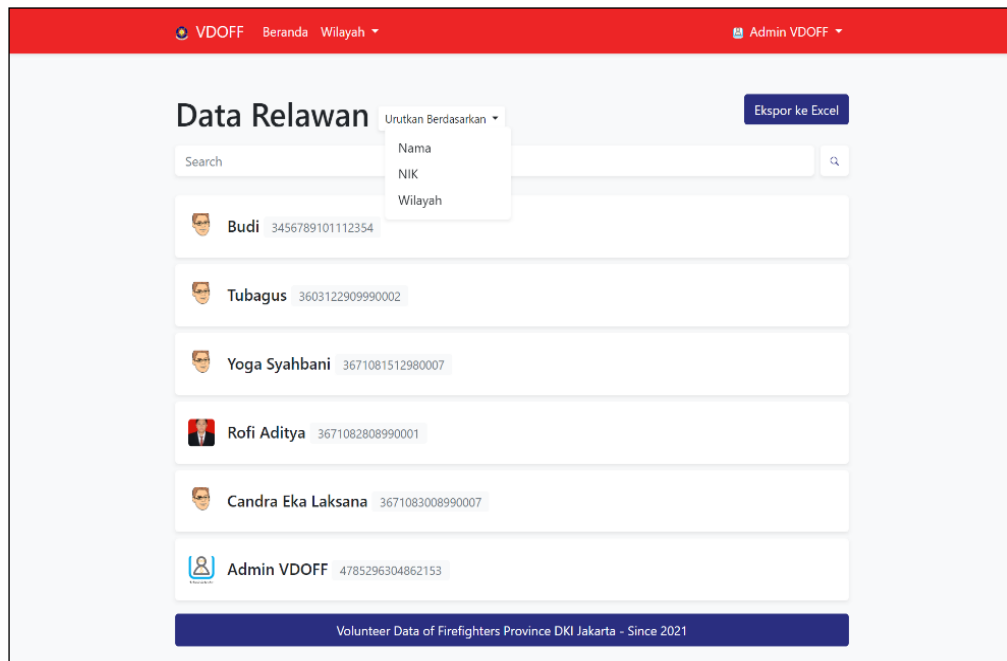 VDOFF Beranda Wilayah Admin VDOFF
Data Relawan Urutkan Berdasarkan Ekspor ke Excel
Nama
Search
NIK
Wilayah
Budi 3456789101112354
Tubagus 3603122909990002
Yoga Syahbani 3671081512980007
Rofi Aditya 3671082808990001
Candra Eka Laksana 3671083008990007
Admin VDOFF 4785296304862153
Volunteer Data of Firefighters Province DKI Jakarta - Since 2021